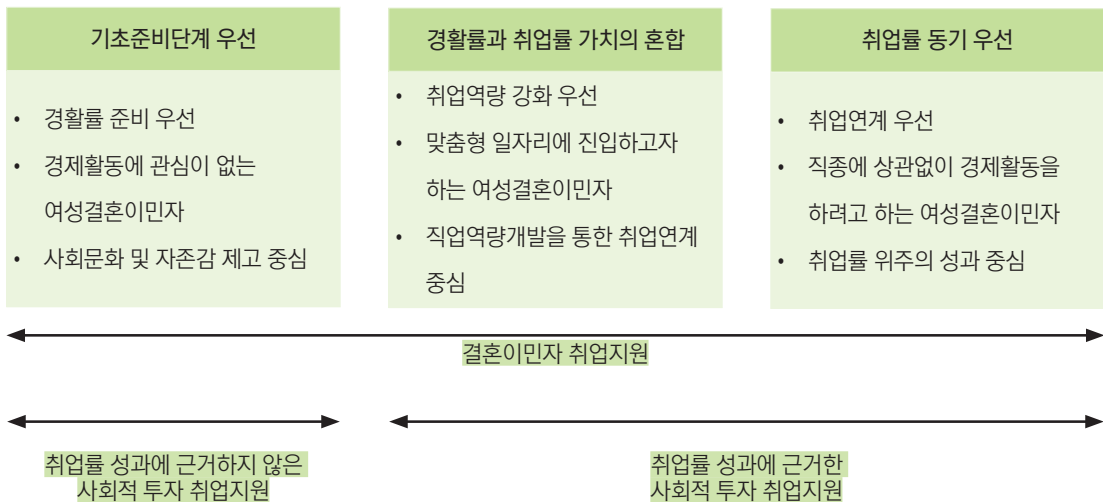 기초준비단계 우선
• 경활률 준비 우선
• 경제활동에 관심이 없는
여성결혼이민자
• 사회문화 및 자존감 제고 중심
경활률과 취업률 가치의 혼합
• 취업역량 강화 우선
• 맞춤형 일자리에 진입하고자
하는 여성결혼이민자
• 직업역량개발을 통한 취업연계
중심
취업률 동기 우선
• 취업연계 우선
• 직종에 상관없이 경제활동을
하려고 하는 여성결혼이민자
• 취업률 위주의 성과 중심
결혼이민자 취업지원
취업률 성과에 근거하지 않은
사회적 투자 취업지원
취업률 성과에 근거한
사회적 투자 취업지원